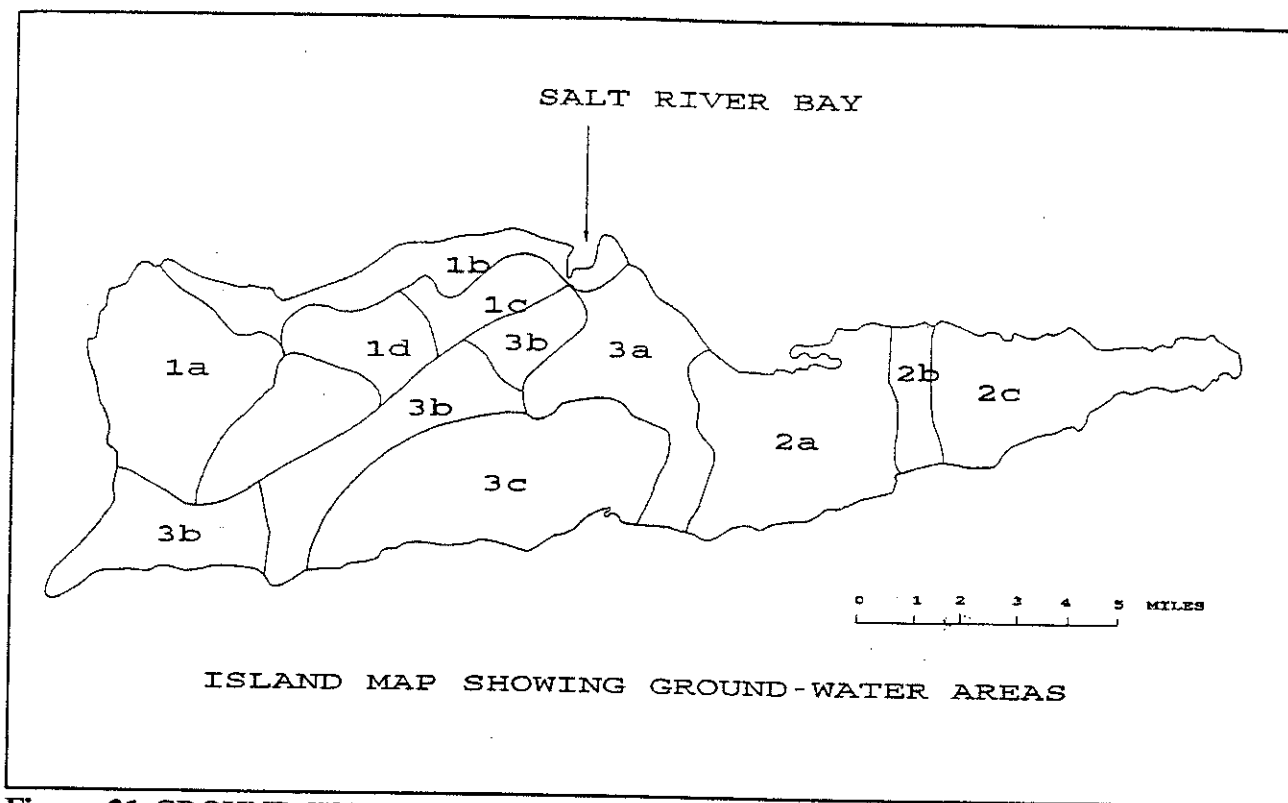 SALT RIVER BAY
1b
1c
1d
1a
3b
3a
2b
2c
3b
2a
3c
3b
0 1 2 3 4 5 MILES
ISLAND MAP SHOWING GROUND-WATER AREAS